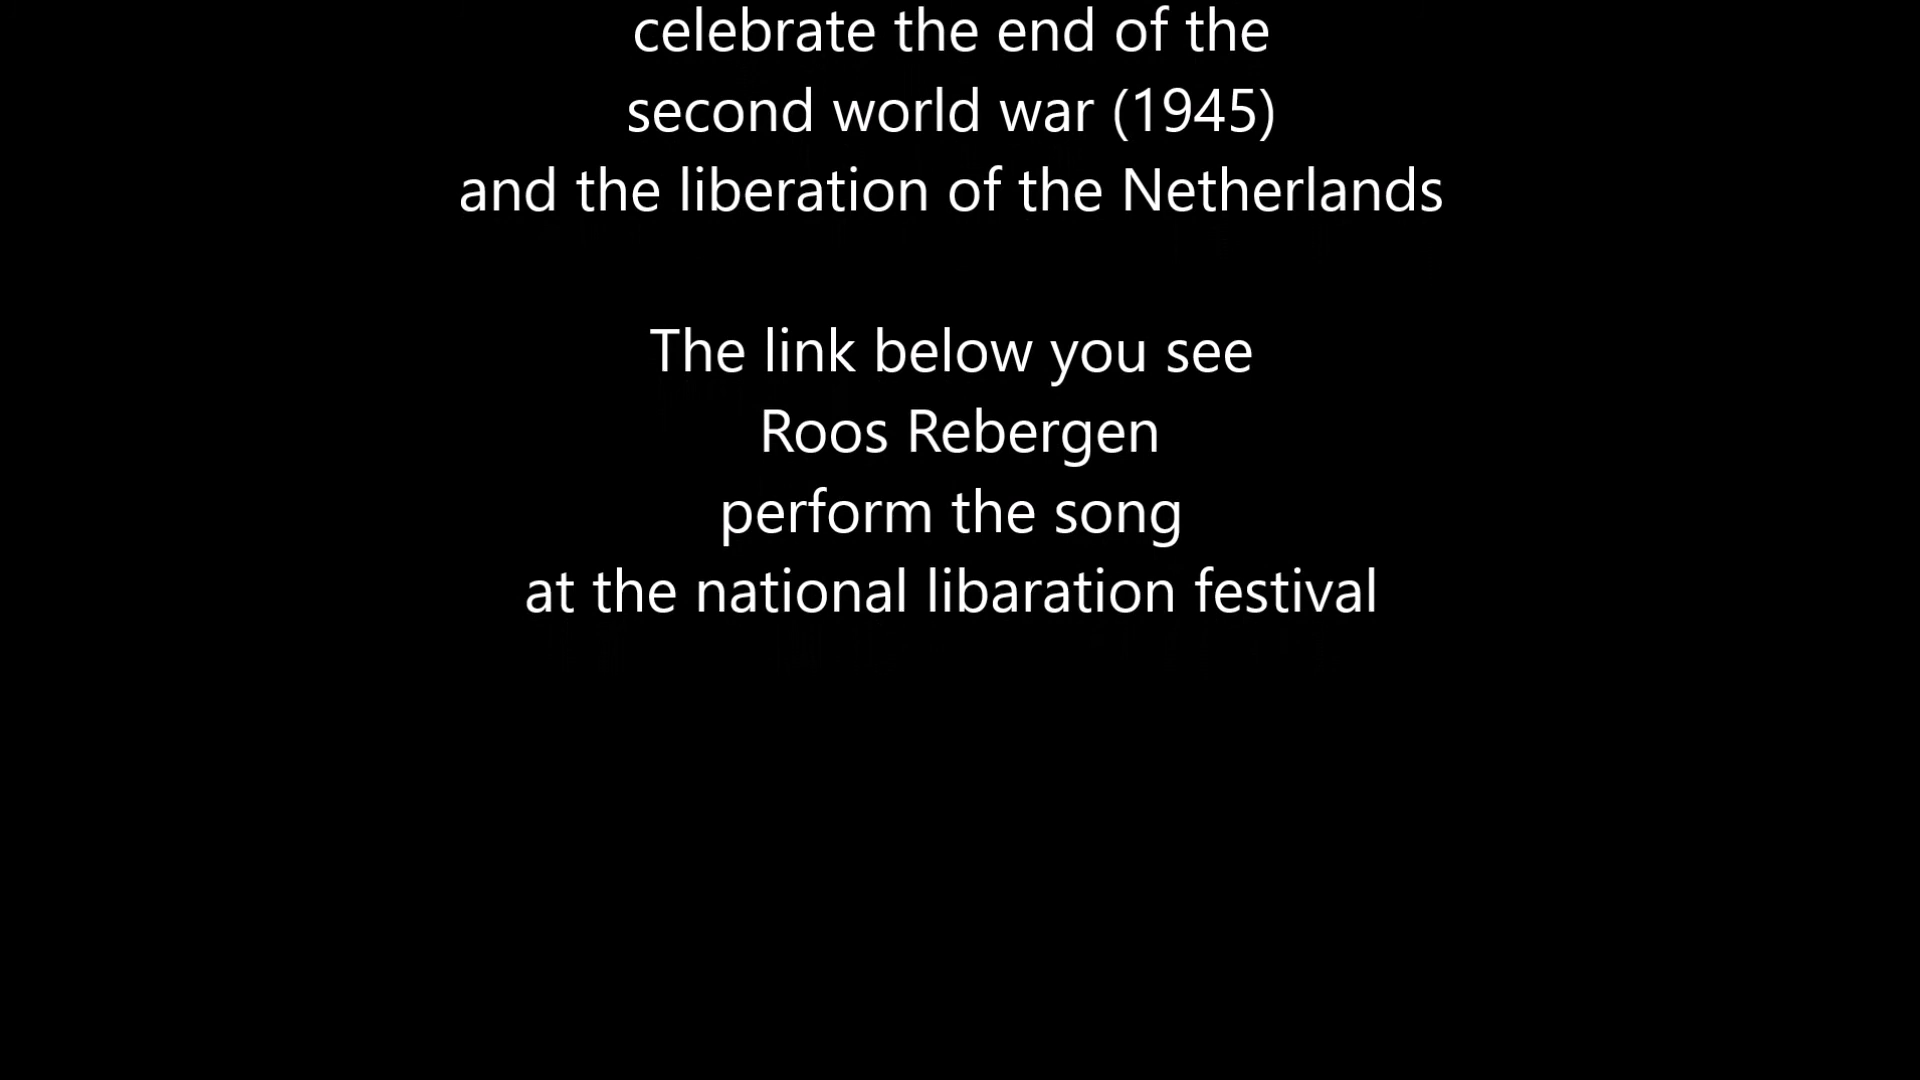 celebrate the end of the
second world war (1945)
and the liberation of the Netherlands
The link below you see
Roos Rebergen
perform the song
at the national libaration festival